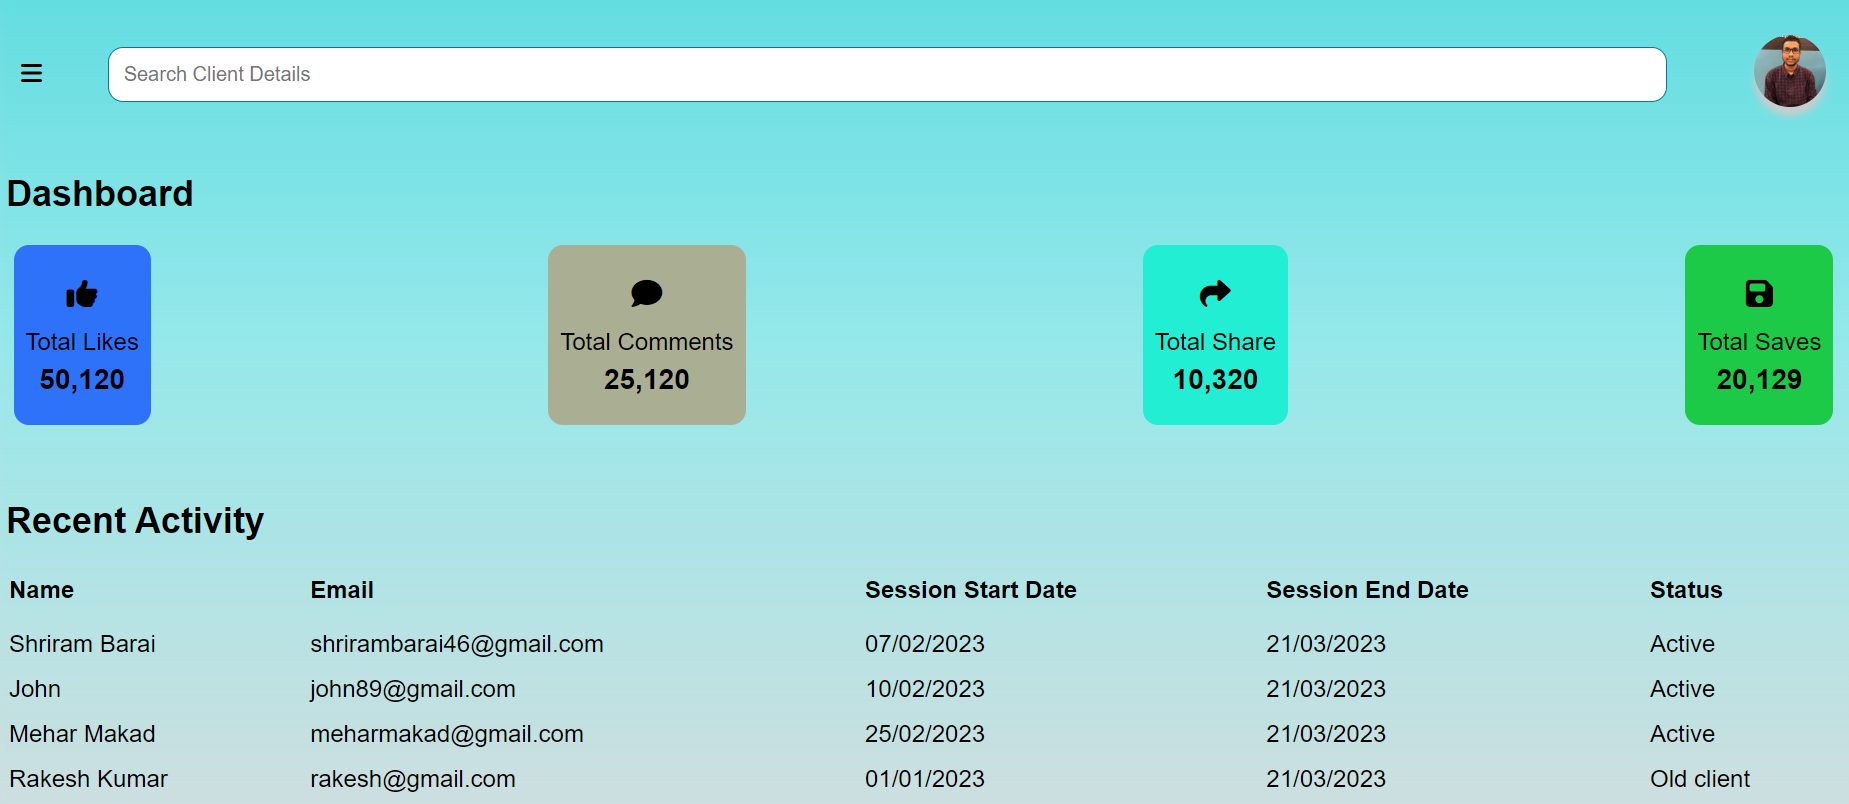 Search Client Details
Dashboard
Total Likes
50,120
Total Comments
25,120
Total Share
10,320
Total Saves
20,129
Recent Activity
Name Email Session Start Date Session End Date Status
Shriram Barai shrirambarai46@gmail.com 07/02/2023 21/03/2023 Active
John john89@gmail.com 10/02/2023 21/03/2023 Active
Mehar Makad meharmakad@gmail.com 25/02/2023 21/03/2023 Active
Rakesh Kumar rakesh@gmail.com 01/01/2023 21/03/2023 Old client